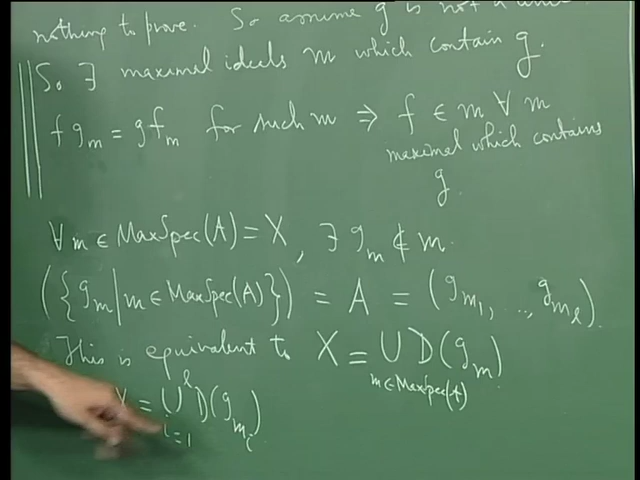 nothing to prove. So assume g is not a
So ∃ maximal ideals m which contain g.
f g_m = g f_m for such m ⇒ f ∈ m ∀ m
maximal which contains
g.
∀ m ∈ MaxSpec(A) = X, ∃ g_m ∉ m.
({g_m | m ∈ MaxSpec(A)}) = A = (g_{m_1}, .., g_{m_l}).
This is equivalent to X = ∪_{m ∈ MaxSpec(A)} D(g_m)
X = ∪_{i=1}^{l} D(g_{m_i})